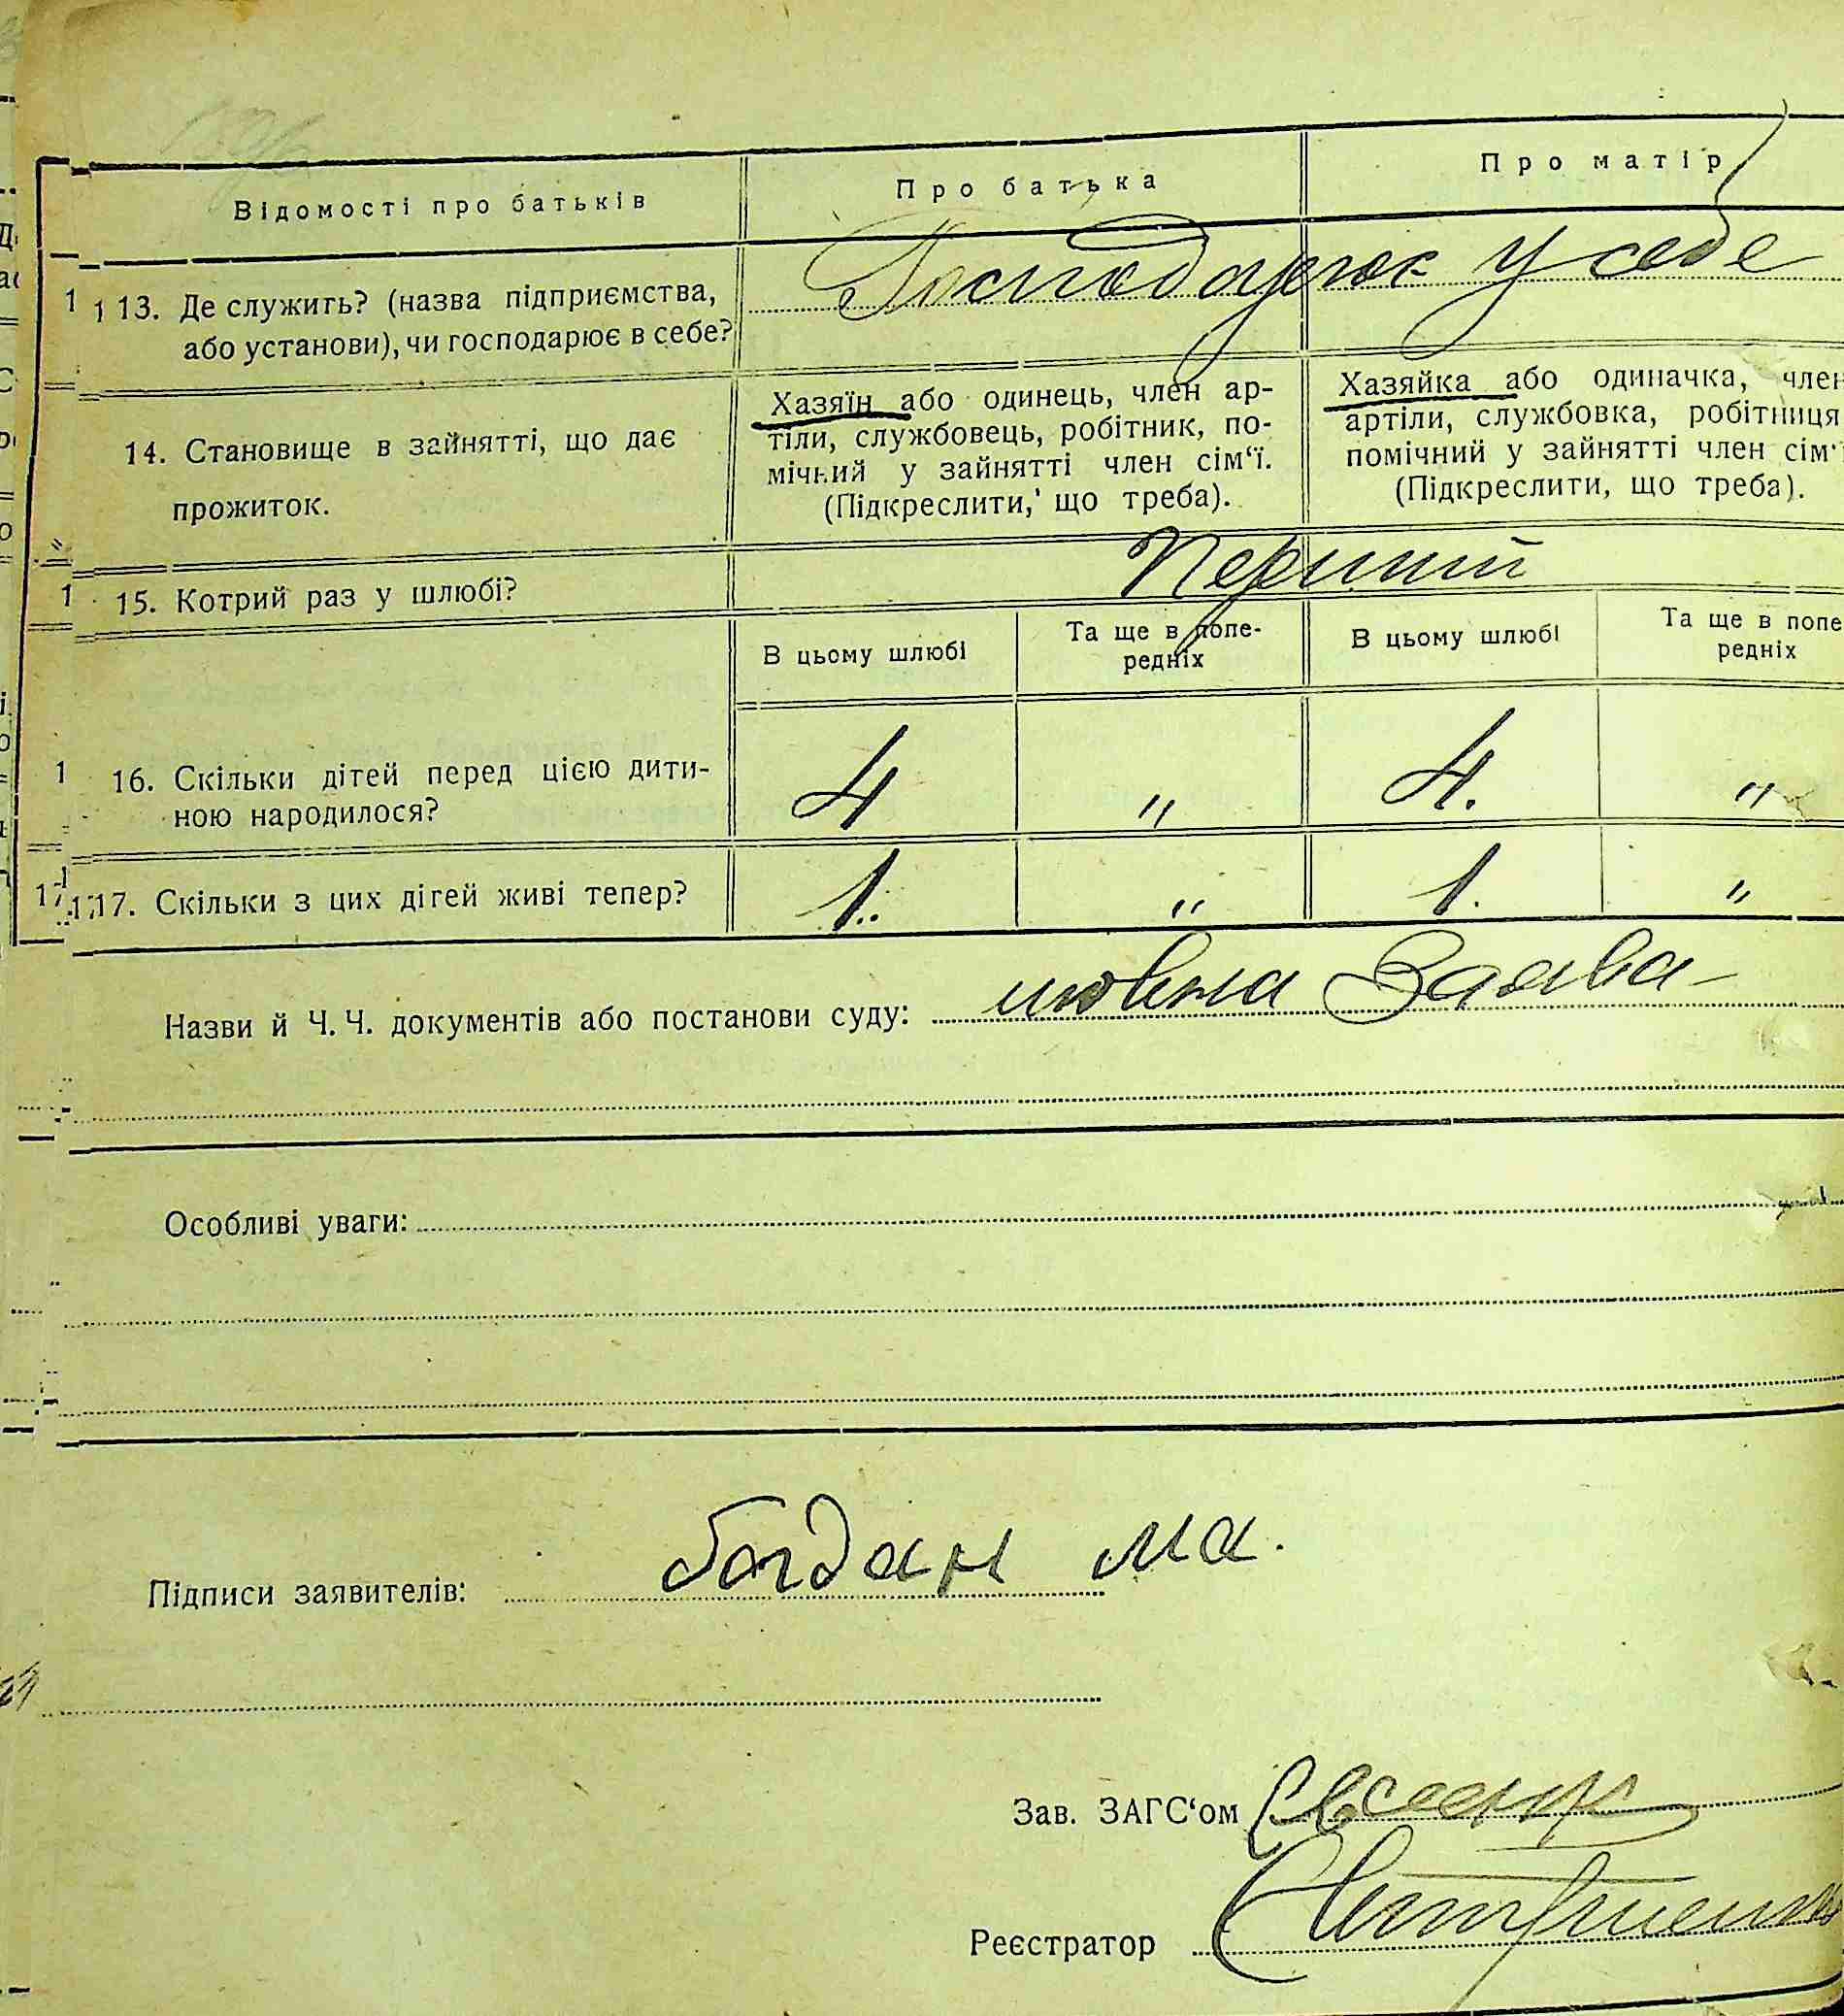 Відомості про батьків
Про батька
Про матір
113. Де служить? (назва підприємства,
або установи), чи господарює в себе?
Господарює у себе
14. Становище в зайнятті, що дає
прожиток.
Хазяїн або одинець, член ар-
тіли, службовець, робітник, по-
мічний у зайнятті член сім‘ї.
(Підкреслити, що треба).
Хазяйка або одиначка, член
артіли, службовка, робітниця
помічний у зайнятті член сім‘ї
(Підкреслити, що треба).
15. Котрий раз у шлюбі?
Перший
В цьому шлюбі
Та ще в попе-
редніх
В цьому шлюбі
Та ще в попе
редніх
16. Скільки дітей перед цією дити-
ною народилося?
4 " 4. "
17. Скільки з цих дітей живі тепер?
1. " 1. "
Назви й Ч. Ч. документів або постанови суду: Заява
Особливі уваги:
Підписи заявителів: богдан ма.
Зав. ЗАГС‘ом
Реєстратор